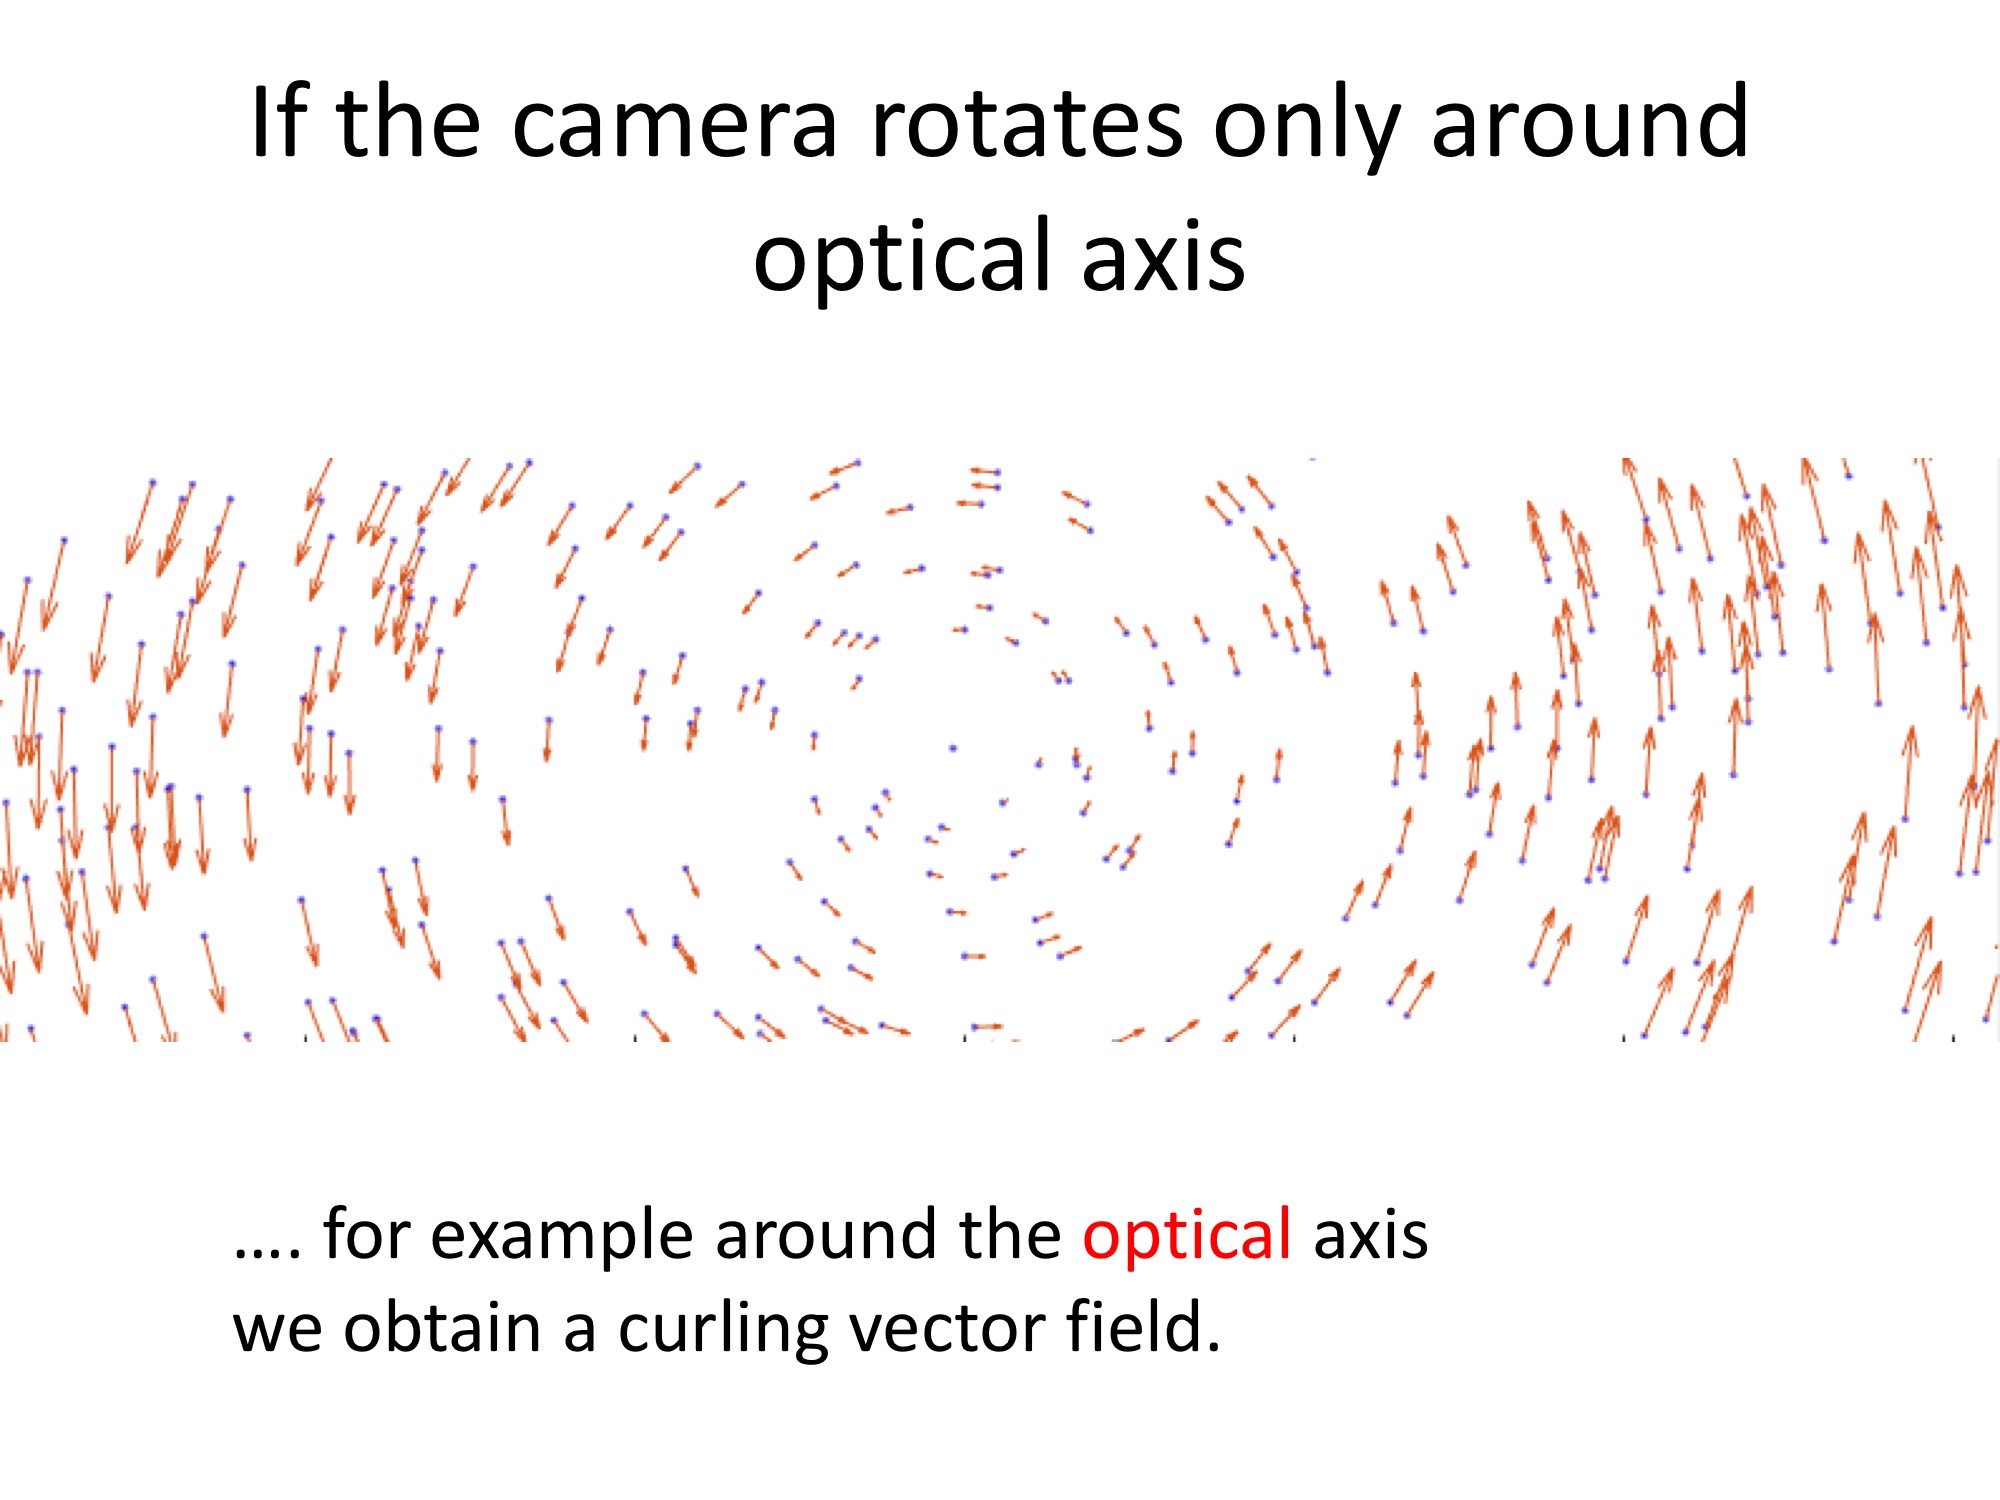 If the camera rotates only around
optical axis
…. for example around the optical axis
we obtain a curling vector field.